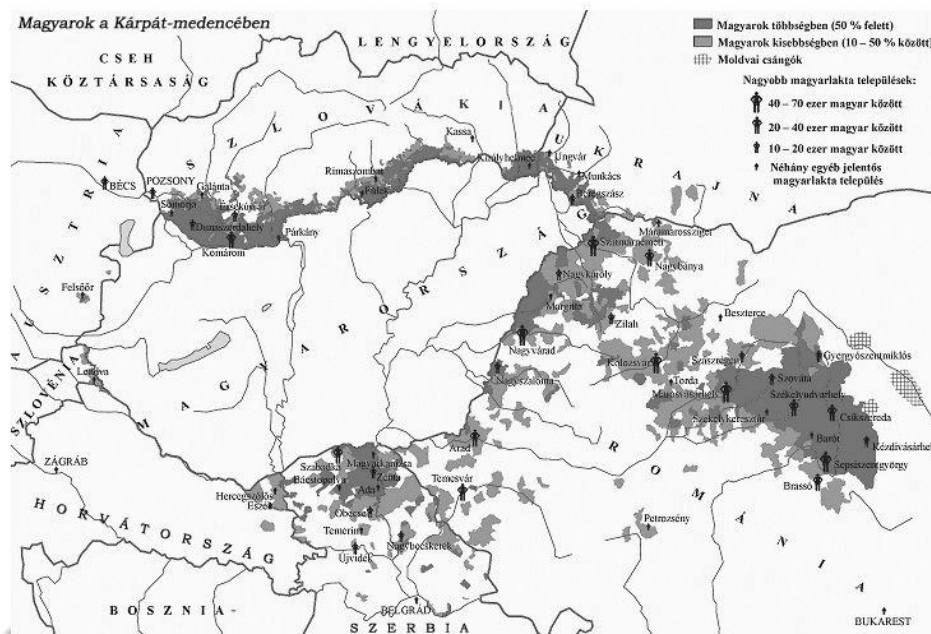 Magyarok a Kárpát-medencében
Magyarok többségben (50 % felett)
Magyarok kisebbségben (10 – 50 % között)
Moldvai csángók
Nagyobb magyarlakta települések:
40 – 70 ezer magyar között
20 – 40 ezer magyar között
10 – 20 ezer magyar között
Néhány egyéb jelentős
magyarlakta település
LENGYELORSZÁG
CSEH
KÖZTÁRSASÁG
SZLOVÁKIA
UKRAJNA
AUSZTRIA
MAGYARORSZÁG
SZLOVÉNIA
HORVÁTORSZÁG
BOSZNIA-
SZERBIA
ROMÁNIA
Kassa
Királyhelmec
Ungvár
Munkács
Beregszász
Rimaszombat
Fülek
BÉCS
POZSONY
Galánta
Somorja
Érsekújvár
Dunaszerdahely
Párkány
Komárom
Felsőőr
Lendva
Máramarossziget
Szatmárnémeti
Nagybánya
Nagykároly
Margitta
Zilah
Beszterce
Nagyvárad
Kolozsvár
Szászrégen
Gyergyószentmiklós
Nagyszalonta
Torda
Marosvásárhely
Szováta
Székelyudvarhely
Székelykeresztúr
Csíkszereda
Barót
Kézdivásárhely
Sepsiszentgyörgy
Brassó
Arad
Temesvár
Petrozsény
Szabadka
Magyarkanizsa
Bácstopolya
Zenta
Ada
Óbecse
Temerin
Nagybecskerek
Újvidék
Hercegszőlős
Eszék
ZÁGRÁB
BELGRÁD
BUKAREST